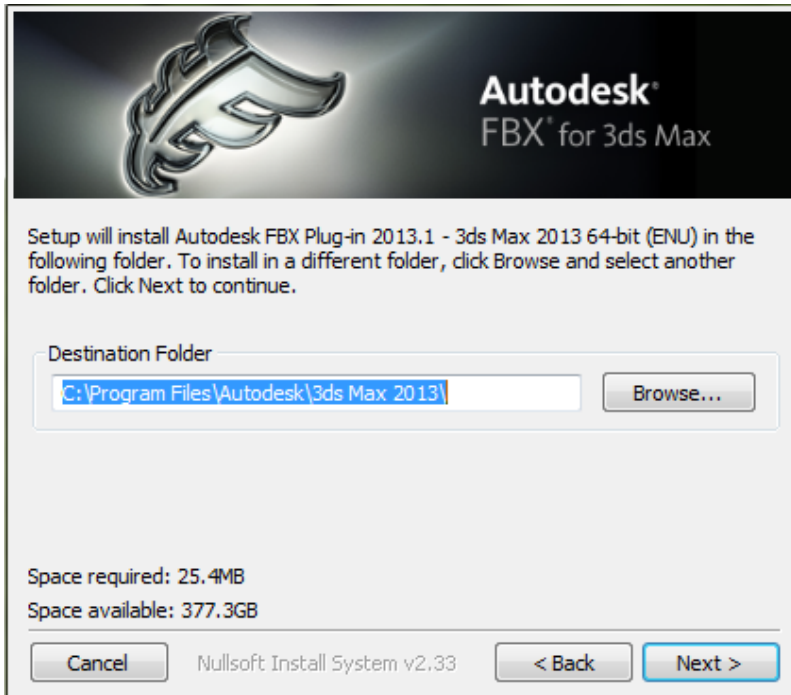 Autodesk®
FBX® for 3ds Max
Setup will install Autodesk FBX Plug-in 2013.1 - 3ds Max 2013 64-bit (ENU) in the
following folder. To install in a different folder, click Browse and select another
folder. Click Next to continue.
Destination Folder
C:\Program Files\Autodesk\3ds Max 2013\
Browse...
Space required: 25.4MB
Space available: 377.3GB
Cancel
Nullsoft Install System v2.33
< Back
Next >